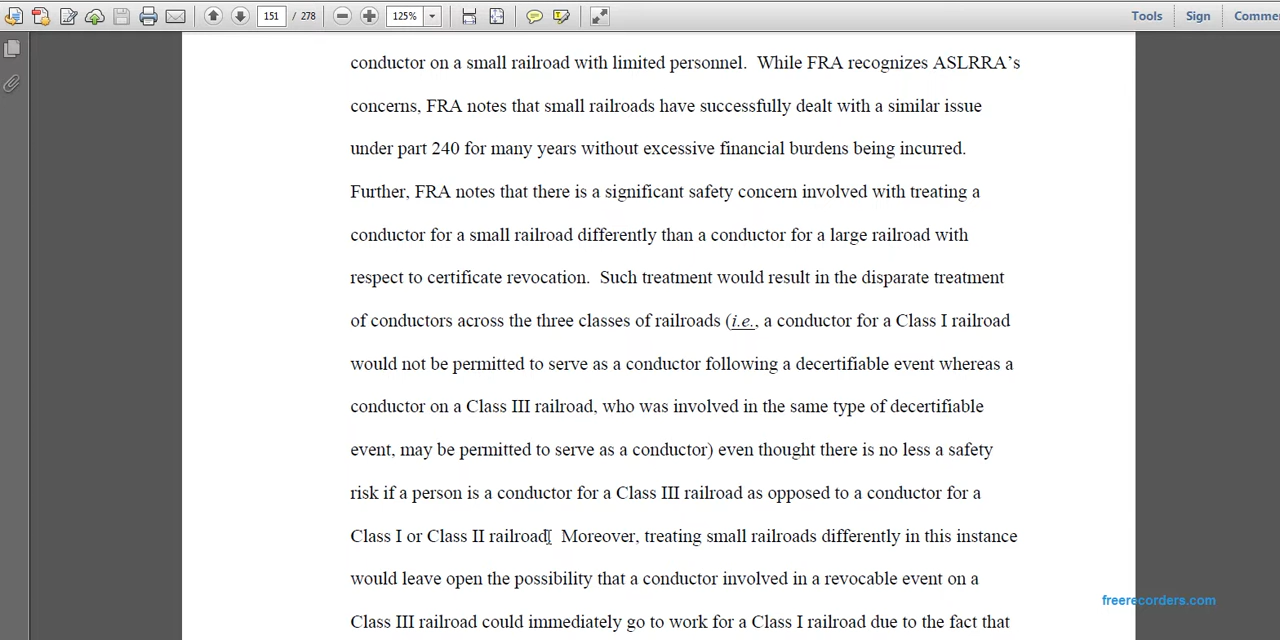 151 / 278 125% Tools Sign Comme
conductor on a small railroad with limited personnel. While FRA recognizes ASLRRA’s
concerns, FRA notes that small railroads have successfully dealt with a similar issue
under part 240 for many years without excessive financial burdens being incurred.
Further, FRA notes that there is a significant safety concern involved with treating a
conductor for a small railroad differently than a conductor for a large railroad with
respect to certificate revocation. Such treatment would result in the disparate treatment
of conductors across the three classes of railroads (i.e., a conductor for a Class I railroad
would not be permitted to serve as a conductor following a decertifiable event whereas a
conductor on a Class III railroad, who was involved in the same type of decertifiable
event, may be permitted to serve as a conductor) even thought there is no less a safety
risk if a person is a conductor for a Class III railroad as opposed to a conductor for a
Class I or Class II railroad. Moreover, treating small railroads differently in this instance
would leave open the possibility that a conductor involved in a revocable event on a
freerecorders.com
Class III railroad could immediately go to work for a Class I railroad due to the fact that